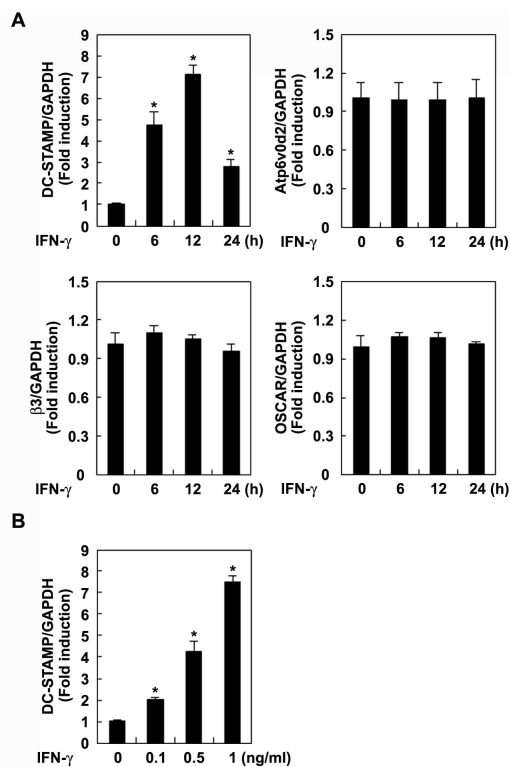 A
DC-STAMP/GAPDH
(Fold induction)
9
8
7
6
5
4
3
2
1
0
*
*
*
IFN-γ 0 6 12 24 (h)
Atp6v0d2/GAPDH
(Fold induction)
1.5
1.2
0.9
0.6
0.3
0
IFN-γ 0 6 12 24 (h)
β3/GAPDH
(Fold induction)
1.5
1.2
0.9
0.6
0.3
0
IFN-γ 0 6 12 24 (h)
OSCAR/GAPDH
(Fold induction)
1.5
1.2
0.9
0.6
0.3
0
IFN-γ 0 6 12 24 (h)
B
DC-STAMP/GAPDH
(Fold induction)
9
8
7
6
5
4
3
2
1
0
*
*
*
IFN-γ 0 0.1 0.5 1 (ng/ml)